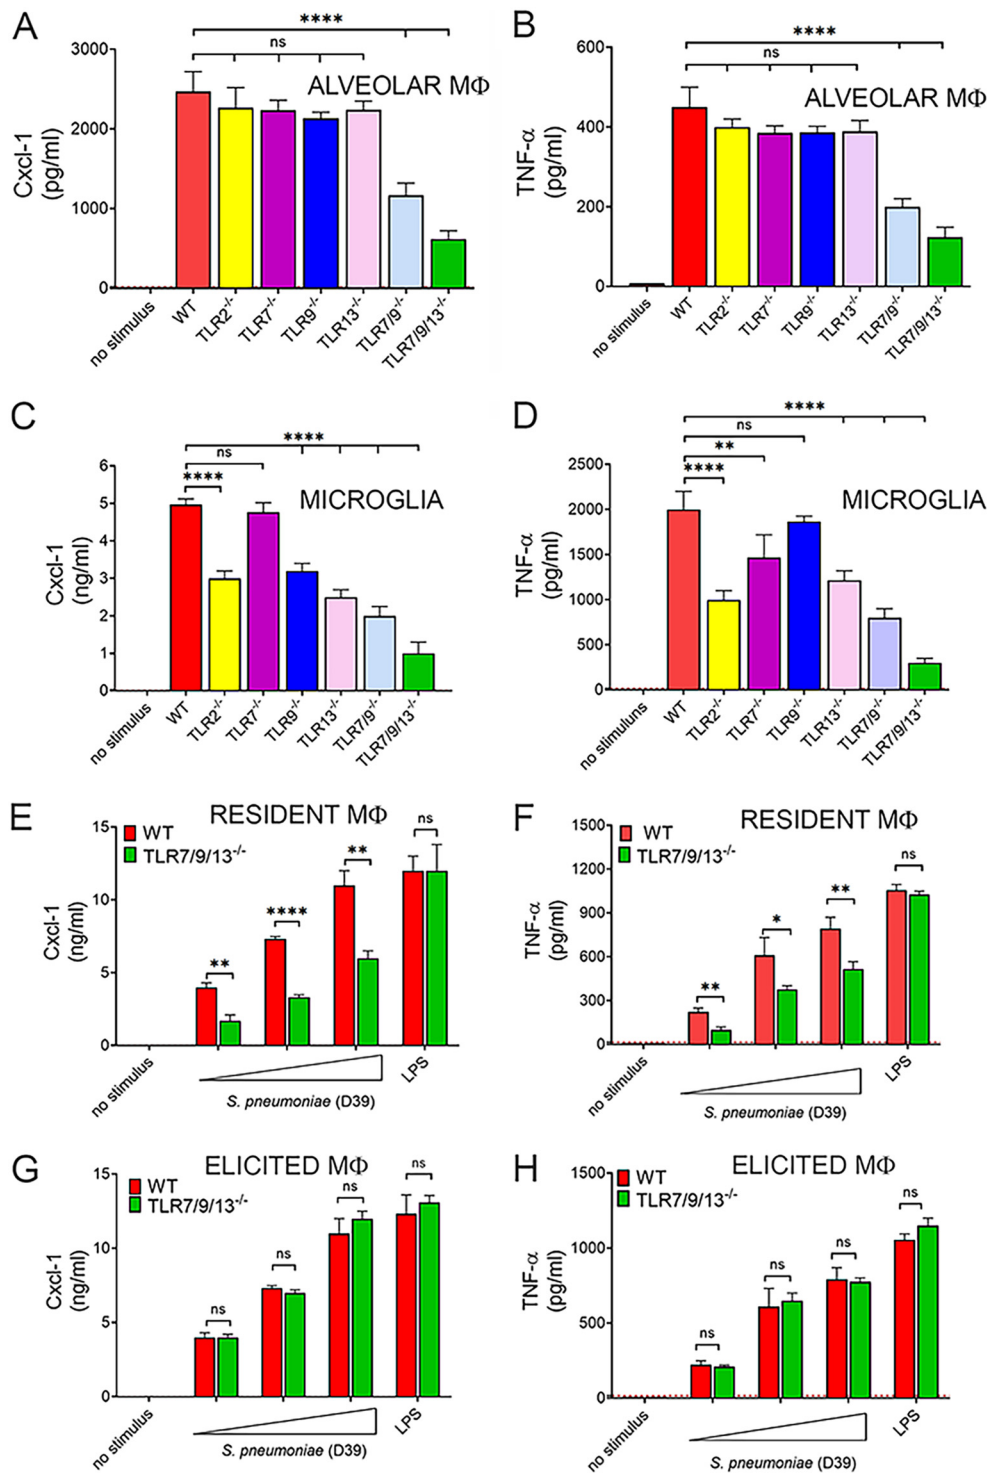 A
****
ns
3000
2000
1000
0
Cxcl-1
(pg/ml)
ALVEOLAR MΦ
no stimulus
WT
TLR2-/-
TLR7-/-
TLR9-/-
TLR13-/-
TLR7/9-/-
TLR7/9/13-/-
B
****
ns
600
400
200
0
TNF-α
(pg/ml)
ALVEOLAR MΦ
no stimulus
WT
TLR2-/-
TLR7-/-
TLR9-/-
TLR13-/-
TLR7/9-/-
TLR7/9/13-/-
C
****
ns
****
6
5
4
3
2
1
0
Cxcl-1
(ng/ml)
MICROGLIA
no stimulus
WT
TLR2-/-
TLR7-/-
TLR9-/-
TLR13-/-
TLR7/9-/-
TLR7/9/13-/-
D
****
ns
**
****
2500
2000
1500
1000
500
0
TNF-α
(pg/ml)
MICROGLIA
no stimuluns
WT
TLR2-/-
TLR7-/-
TLR9-/-
TLR13-/-
TLR7/9-/-
TLR7/9/13-/-
E
RESIDENT MΦ
WT
TLR7/9/13-/-
15
10
5
0
Cxcl-1
(ng/ml)
**
****
**
ns
no stimulus
S. pneumoniae (D39)
LPS
F
RESIDENT MΦ
WT
TLR7/9/13-/-
1500
1200
900
600
300
0
TNF-α
(pg/ml)
**
*
**
ns
no stimulus
S. pneumoniae (D39)
LPS
G
ELICITED MΦ
WT
TLR7/9/13-/-
15
10
5
0
Cxcl-1
(ng/ml)
ns
ns
ns
ns
no stimulus
S. pneumoniae (D39)
LPS
H
ELICITED MΦ
WT
TLR7/9/13-/-
1500
1000
500
0
TNF-α
(pg/ml)
ns
ns
ns
ns
no stimulus
S. pneumoniae (D39)
LPS